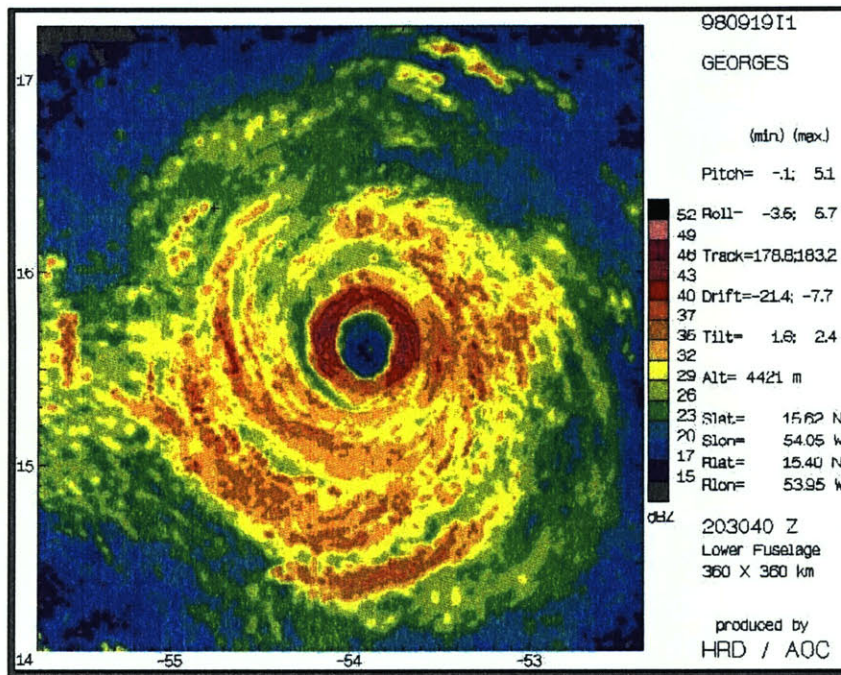 980919I1
GEORGES
(min) (max.)
Pitch= -.1; 5.1
Roll- -3.5; 5.7
Track=178.8;183.2
Drift=-21.4; -7.7
Tilt= 1.6; 2.4
Alt= 4421 m
Slat= 15.62 N
Slon= 54.05 W
Rlat= 15.40 N
Rlon= 53.95 W
203040 Z
Lower Fuselage
360 X 360 km
produced by
HRD / AOC
52
49
46
43
40
37
35
32
29
26
23
20
17
15
dBZ
17
16
15
14
-55
-54
-53